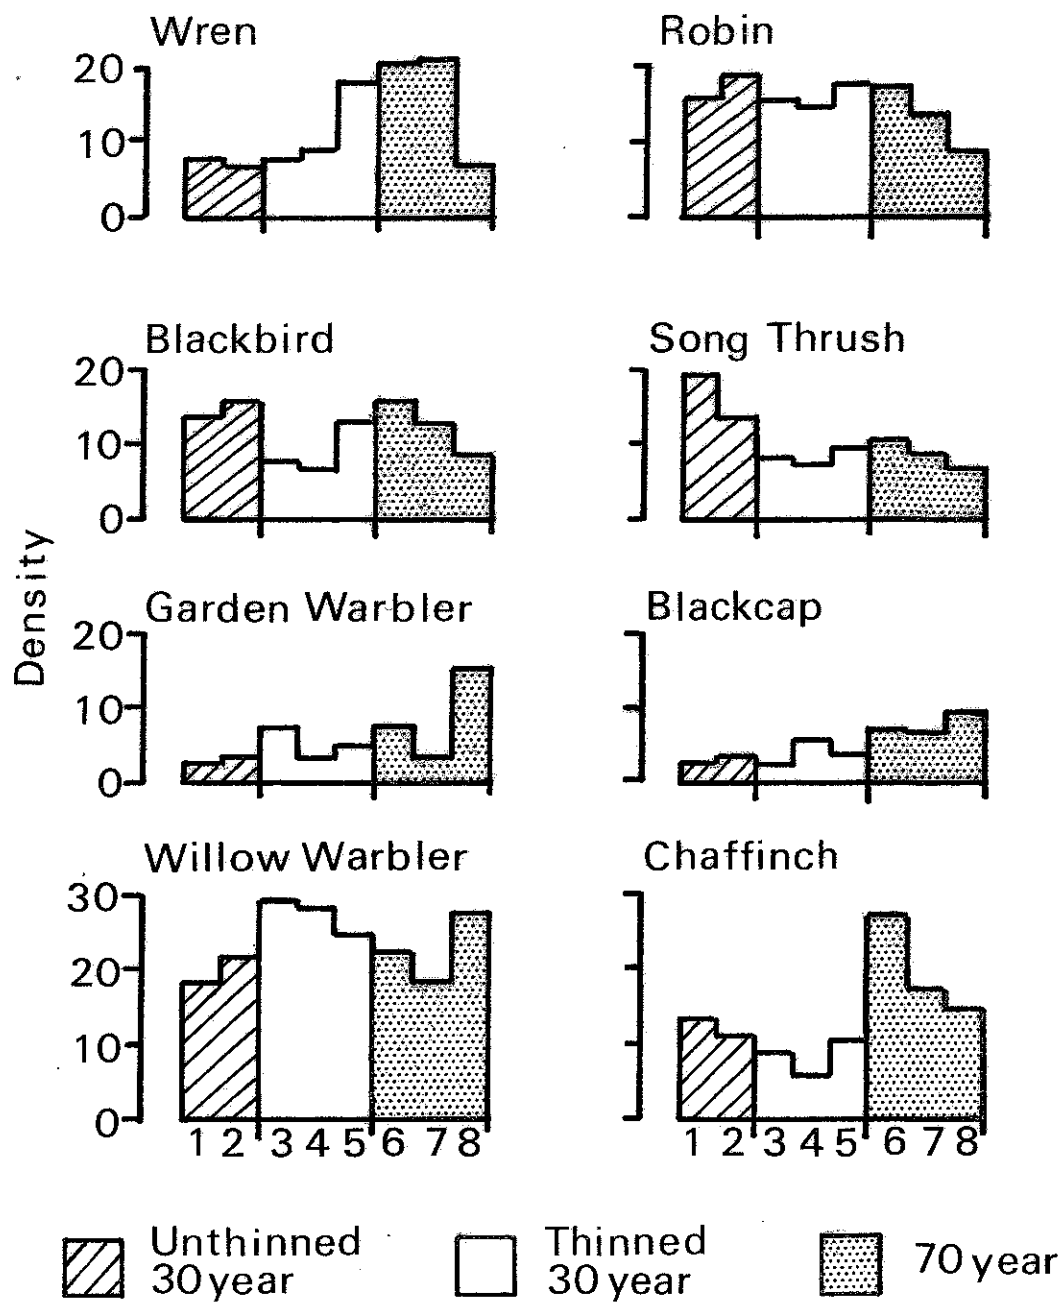 Wren
Robin
20
10
0
Blackbird
Song Thrush
20
10
0
Density
Garden Warbler
Blackcap
20
10
0
Willow Warbler
Chaffinch
30
20
10
0
1 2 3 4 5 6 7 8
1 2 3 4 5 6 7 8
Unthinned
30 year
Thinned
30 year
70 year